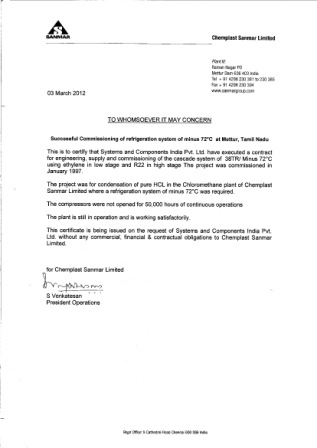 SANMAR
Chemplast Sanmar Limited
Plant III
Raman Nagar PO
Mettur Dam 636 403 India
Tel + 91 4298 230 381 to 230 385
Fax + 91 4298 230 394
www.sanmargroup.com
03 March 2012
TO WHOMSOEVER IT MAY CONCERN
Successful Commissioning of refrigeration system of minus 72°C at Mettur, Tamil Nadu
This is to certify that Systems and Components India Pvt. Ltd. have executed a contract
for engineering, supply and commissioning of the cascade system of 38TR/ Minus 72°C
using ethylene in low stage and R22 in high stage The project was commissioned in
January 1997.
The project was for condensation of pure HCL in the Chloromethane plant of Chemplast
Sanmar Limited where a refrigeration system of minus 72°C was required.
The compressors were not opened for 50,000 hours of continuous operations
The plant is still in operation and is working satisfactorily.
This certificate is being issued on the request of Systems and Components India Pvt.
Ltd. without any commercial, financial & contractual obligations to Chemplast Sanmar
Limited.
for Chemplast Sanmar Limited
S Venkatesan
President Operations
Regd Office: 9 Cathedral Road Chennai 600 086 India